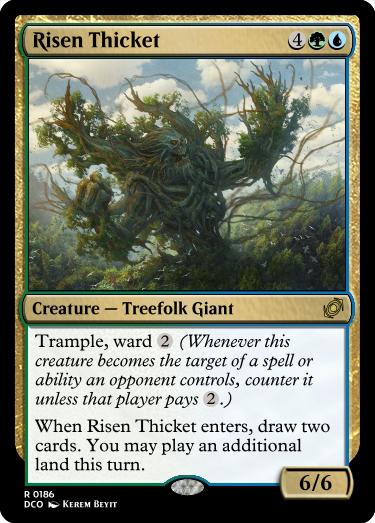 Risen Thicket 4
Creature — Treefolk Giant
Trample, ward 2 (Whenever this
creature becomes the target of a spell or
ability an opponent controls, counter it
unless that player pays 2.)
When Risen Thicket enters, draw two
cards. You may play an additional
land this turn.
6/6
R 0186
DCO Kerem Beyit